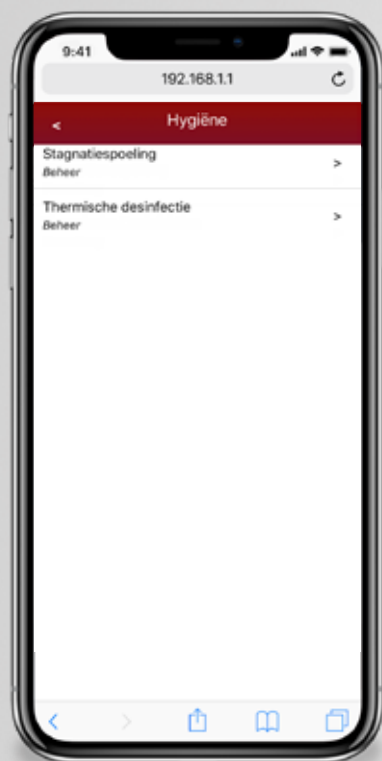 9:41
192.168.1.1
< Hygiëne
Stagnatiespoeling
Beheer
>
Thermische desinfectie
Beheer
>